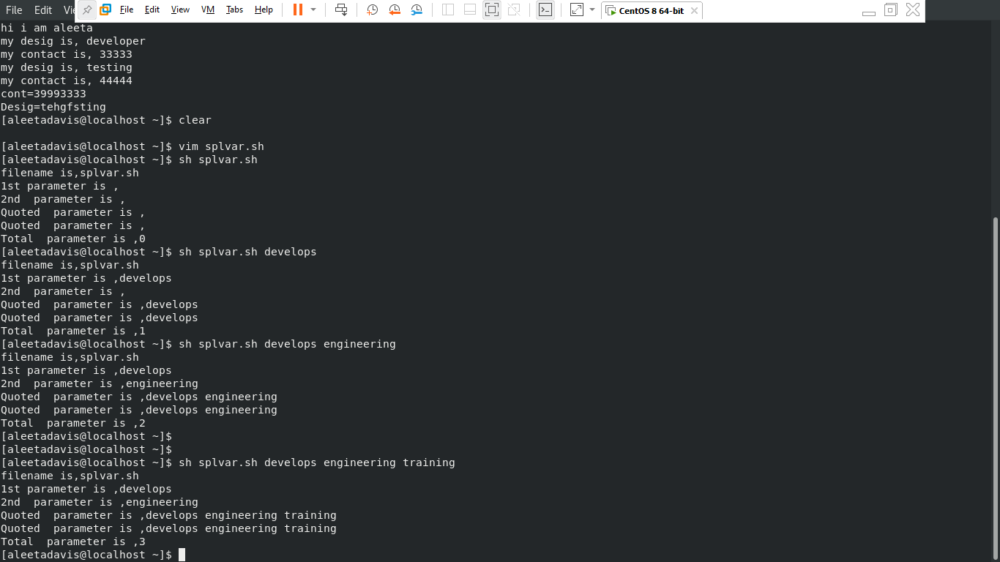 File Edit Vi File Edit View VM Tabs Help CentOS 8 64-bit
hi i am aleeta
my desig is, developer
my contact is, 33333
my desig is, testing
my contact is, 44444
cont=39993333
Desig=tehgfsting
[aleetadavis@localhost ~]$ clear
[aleetadavis@localhost ~]$ vim splvar.sh
[aleetadavis@localhost ~]$ sh splvar.sh
filename is,splvar.sh
1st parameter is ,
2nd  parameter is ,
Quoted  parameter is ,
Quoted  parameter is ,
Total  parameter is ,0
[aleetadavis@localhost ~]$ sh splvar.sh develops
filename is,splvar.sh
1st parameter is ,develops
2nd  parameter is ,
Quoted  parameter is ,develops
Quoted  parameter is ,develops
Total  parameter is ,1
[aleetadavis@localhost ~]$ sh splvar.sh develops engineering
filename is,splvar.sh
1st parameter is ,develops
2nd  parameter is ,engineering
Quoted  parameter is ,develops engineering
Quoted  parameter is ,develops engineering
Total  parameter is ,2
[aleetadavis@localhost ~]$
[aleetadavis@localhost ~]$
[aleetadavis@localhost ~]$ sh splvar.sh develops engineering training
filename is,splvar.sh
1st parameter is ,develops
2nd  parameter is ,engineering
Quoted  parameter is ,develops engineering training
Quoted  parameter is ,develops engineering training
Total  parameter is ,3
[aleetadavis@localhost ~]$